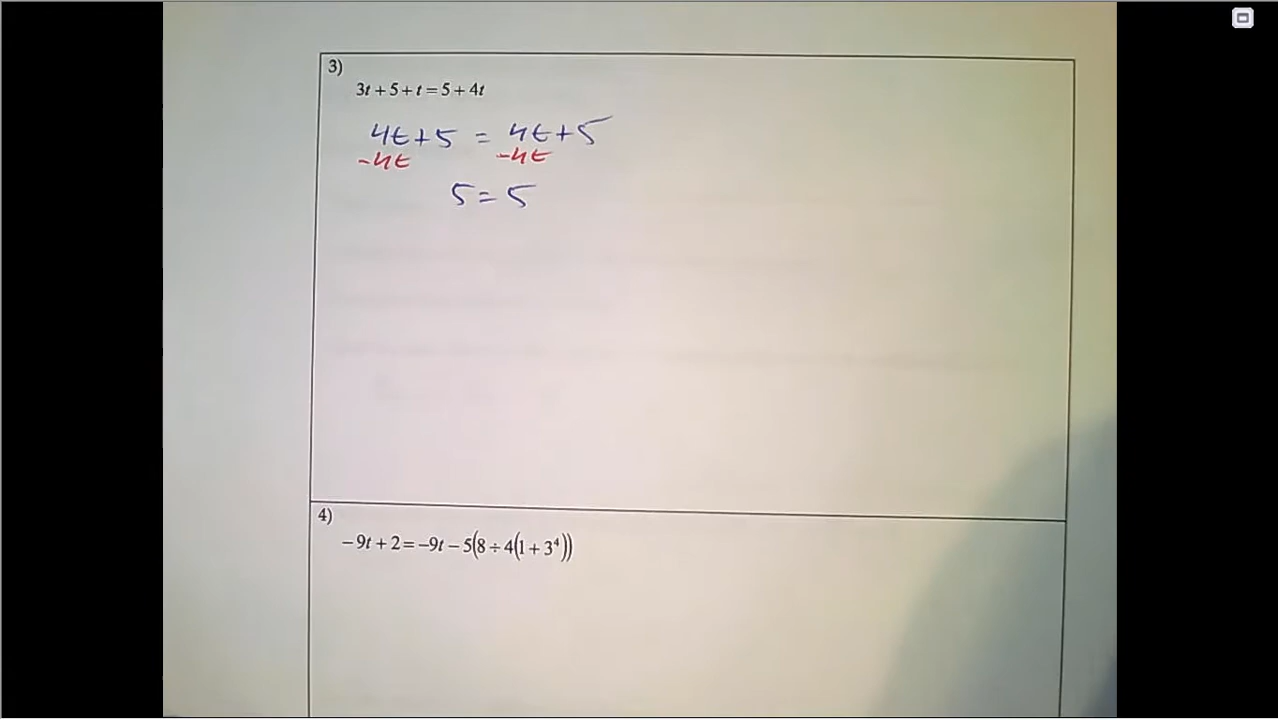 3)
3t + 5 + t = 5 + 4t
4t + 5 = 4t + 5
-4t -4t
5 = 5
4)
−9t + 2 = −9t − 5(8 ÷ 4(1 + 3⁴))